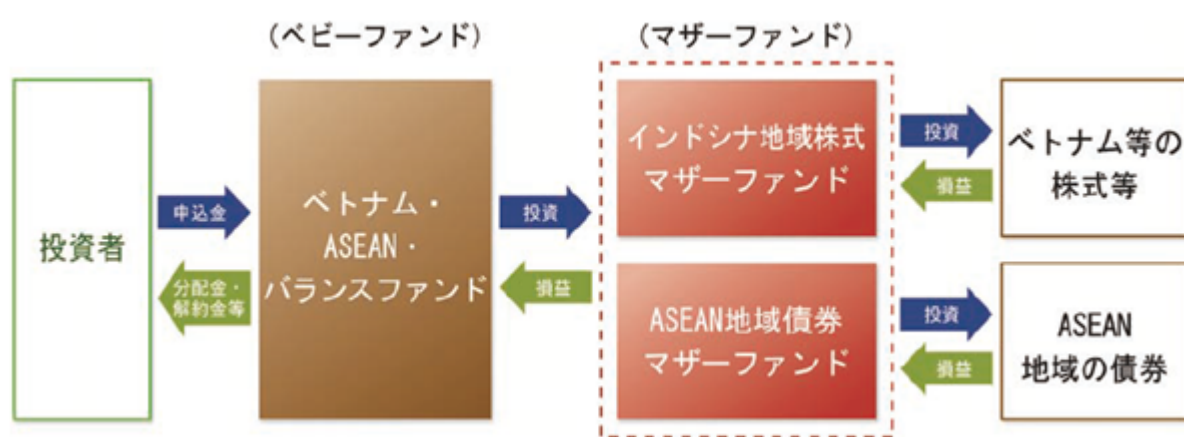 (ベビーファンド)
(マザーファンド)
投資者
申込金
分配金・
解約金等
ベトナム・
ASEAN・
バランスファンド
投資
損益
インドシナ地域株式
マザーファンド
ASEAN地域債券
マザーファンド
投資
損益
ベトナム等の
株式等
投資
損益
ASEAN
地域の債券